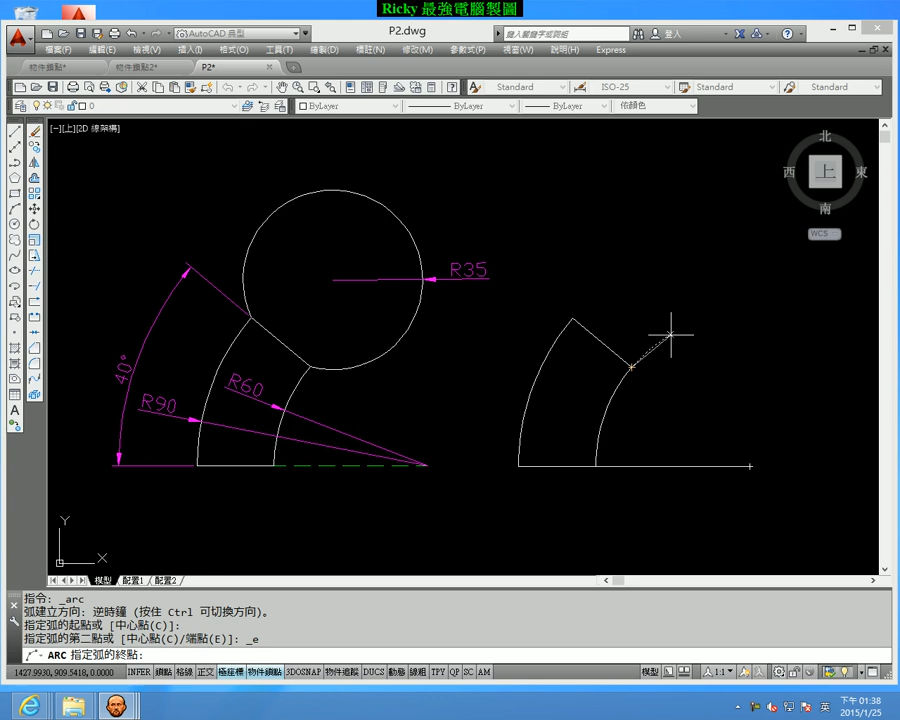 Ricky 最強電腦製圖
AutoCAD 典型
P2.dwg
鍵入關鍵字或詞組
登入
檔案(F) 編輯(E) 檢視(V) 插入(I) 格式(O) 工具(T) 繪製(D) 標註(N) 修改(M) 參數式(P) 視窗(W) 說明(H) Express
物件鎖點* 物件鎖點2* P2*
Standard ISO-25 Standard Standard
0 ByLayer ByLayer ByLayer 依顏色
[−][上][2D 線架構]
北
西 上 東
南
WCS
R35
40°
R60
R90
Y
X
模型 配置1 配置2
指令: _arc
弧建立方向: 逆時鐘 (按住 Ctrl 可切換方向)。
指定弧的起點或 [中心點(C)]:
指定弧的第二點或 [中心點(C)/端點(E)]: _e
ARC 指定弧的終點:
1427.9930, 909.5418, 0.0000 INFER 鎖點 格線 正交 極座標 物件鎖點 3DOSNAP 物件追蹤 DUCS 動態 線粗 TPY QP SC AM 模型 1:1
英
下午 01:38
2015/1/25